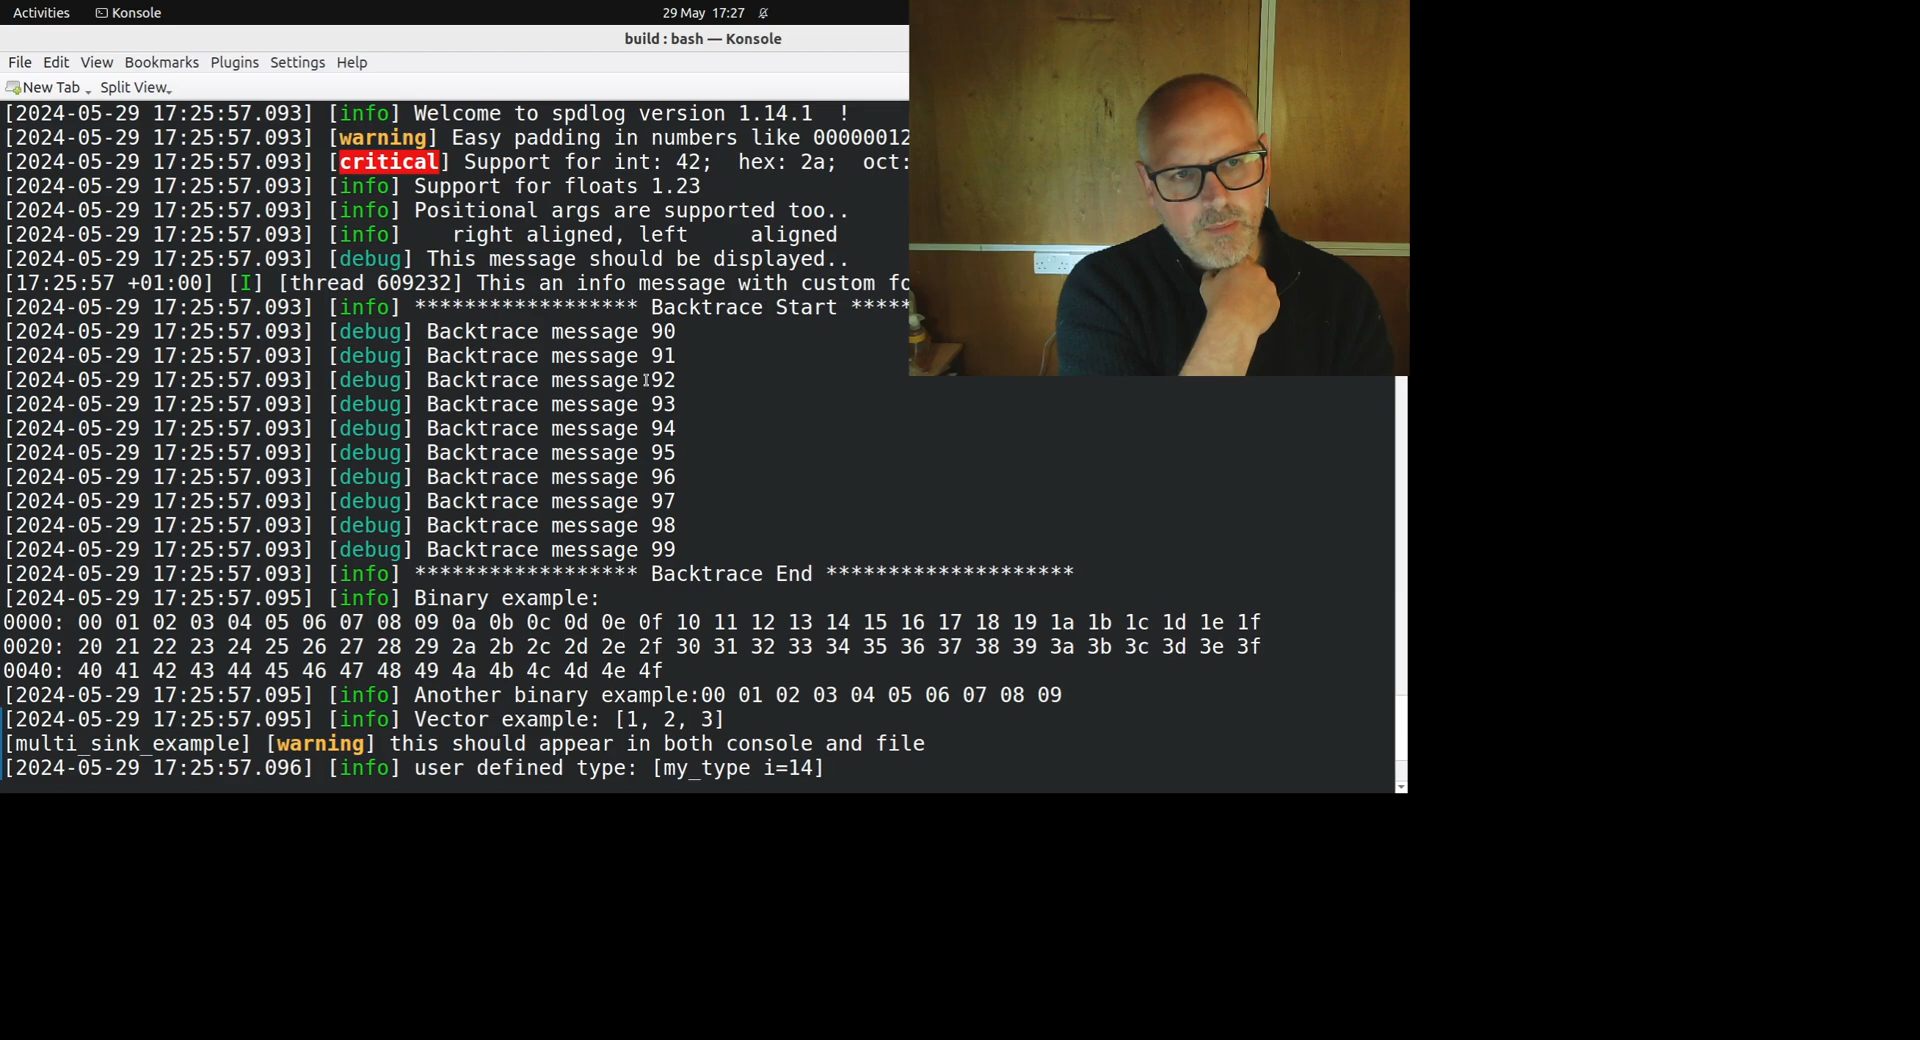 Activities Konsole 29 May 17:27
build : bash — Konsole
File Edit View Bookmarks Plugins Settings Help
New Tab Split View
[2024-05-29 17:25:57.093] [info] Welcome to spdlog version 1.14.1  !
[2024-05-29 17:25:57.093] [warning] Easy padding in numbers like 00000012
[2024-05-29 17:25:57.093] [critical] Support for int: 42;  hex: 2a;  oct:
[2024-05-29 17:25:57.093] [info] Support for floats 1.23
[2024-05-29 17:25:57.093] [info] Positional args are supported too..
[2024-05-29 17:25:57.093] [info]    right aligned, left     aligned
[2024-05-29 17:25:57.093] [debug] This message should be displayed..
[17:25:57 +01:00] [I] [thread 609232] This an info message with custom fo
[2024-05-29 17:25:57.093] [info] ****************** Backtrace Start *****
[2024-05-29 17:25:57.093] [debug] Backtrace message 90
[2024-05-29 17:25:57.093] [debug] Backtrace message 91
[2024-05-29 17:25:57.093] [debug] Backtrace message 92
[2024-05-29 17:25:57.093] [debug] Backtrace message 93
[2024-05-29 17:25:57.093] [debug] Backtrace message 94
[2024-05-29 17:25:57.093] [debug] Backtrace message 95
[2024-05-29 17:25:57.093] [debug] Backtrace message 96
[2024-05-29 17:25:57.093] [debug] Backtrace message 97
[2024-05-29 17:25:57.093] [debug] Backtrace message 98
[2024-05-29 17:25:57.093] [debug] Backtrace message 99
[2024-05-29 17:25:57.093] [info] ****************** Backtrace End ********************
[2024-05-29 17:25:57.095] [info] Binary example:
0000: 00 01 02 03 04 05 06 07 08 09 0a 0b 0c 0d 0e 0f 10 11 12 13 14 15 16 17 18 19 1a 1b 1c 1d 1e 1f
0020: 20 21 22 23 24 25 26 27 28 29 2a 2b 2c 2d 2e 2f 30 31 32 33 34 35 36 37 38 39 3a 3b 3c 3d 3e 3f
0040: 40 41 42 43 44 45 46 47 48 49 4a 4b 4c 4d 4e 4f
[2024-05-29 17:25:57.095] [info] Another binary example:00 01 02 03 04 05 06 07 08 09
[2024-05-29 17:25:57.095] [info] Vector example: [1, 2, 3]
[multi_sink_example] [warning] this should appear in both console and file
[2024-05-29 17:25:57.096] [info] user defined type: [my_type i=14]